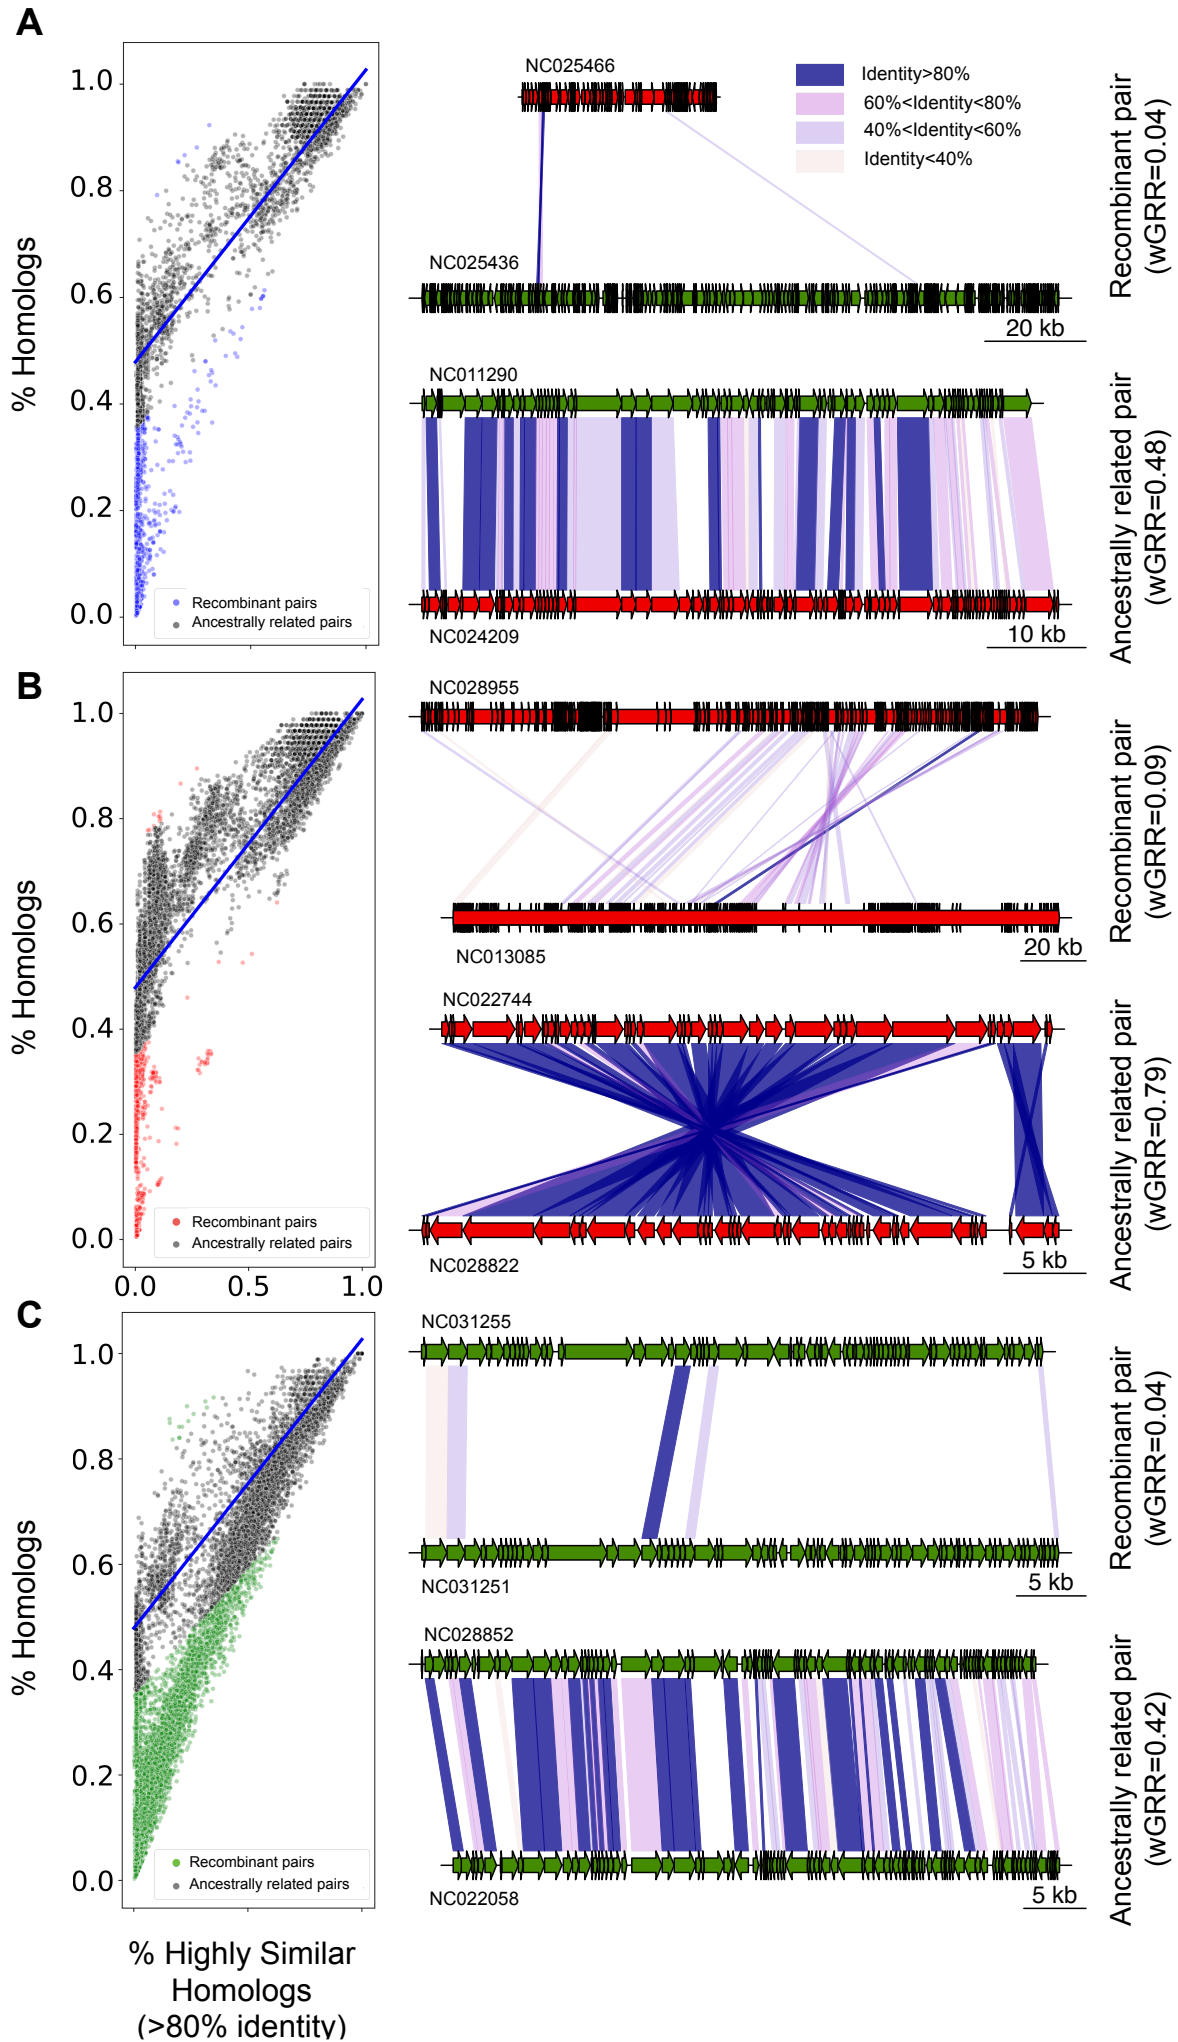 A
% Homologs
1.0
0.8
0.6
0.4
0.2
0.0
Recombinant pairs
Ancestrally related pairs
NC025466
Identity>80%
60%<Identity<80%
40%<Identity<60%
Identity<40%
NC025436
20 kb
Recombinant pair
(wGRR=0.04)
NC011290
NC024209
10 kb
Ancestrally related pair
(wGRR=0.48)
B
% Homologs
1.0
0.8
0.6
0.4
0.2
0.0
Recombinant pairs
Ancestrally related pairs
0.0 0.5 1.0
NC028955
NC013085
20 kb
Recombinant pair
(wGRR=0.09)
NC022744
NC028822
5 kb
Ancestrally related pair
(wGRR=0.79)
C
% Homologs
1.0
0.8
0.6
0.4
0.2
0.0
Recombinant pairs
Ancestrally related pairs
% Highly Similar
Homologs
(>80% identity)
NC031255
NC031251
5 kb
Recombinant pair
(wGRR=0.04)
NC028852
NC022058
5 kb
Ancestrally related pair
(wGRR=0.42)